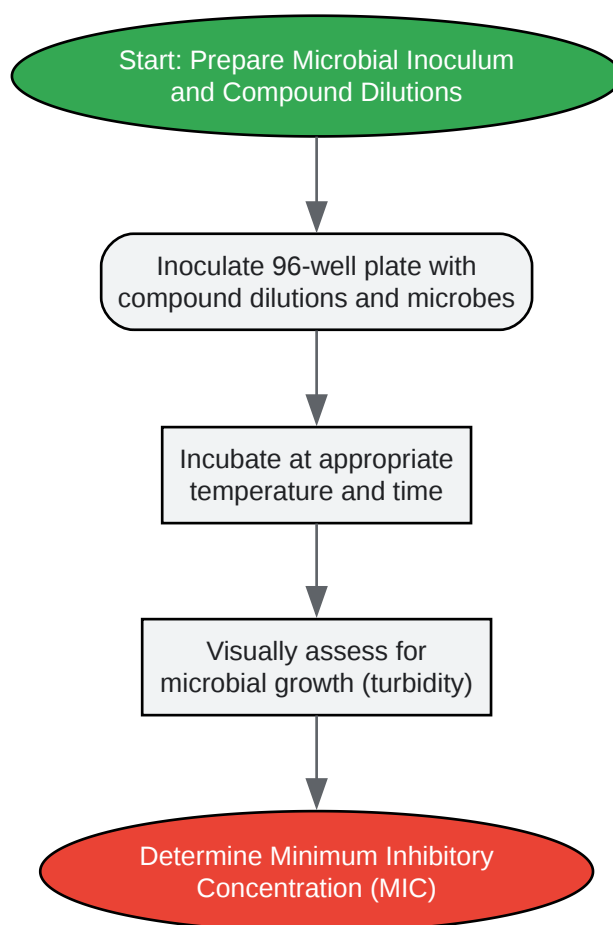 Start: Prepare Microbial Inoculum
and Compound Dilutions
Inoculate 96-well plate with
compound dilutions and microbes
Incubate at appropriate
temperature and time
Visually assess for
microbial growth (turbidity)
Determine Minimum Inhibitory
Concentration (MIC)